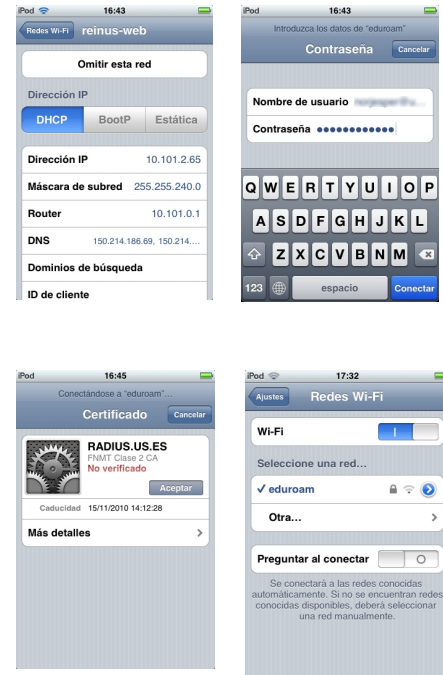 iPod 16:43
Redes Wi-Fi reinus-web
Omitir esta red
Dirección IP
DHCP BootP Estática
Dirección IP 10.101.2.65
Máscara de subred 255.255.240.0
Router 10.101.0.1
DNS 150.214.186.69, 150.214....
Dominios de búsqueda
ID de cliente
iPod 16:43
Introduzca los datos de "eduroam"
Contraseña Cancelar
Nombre de usuario
Contraseña ●●●●●●●●●●●●
Q W E R T Y U I O P
A S D F G H J K L
Z X C V B N M
123 espacio Conectar
iPod 16:45
Conectándose a "eduroam"...
Certificado Cancelar
RADIUS.US.ES
FNMT Clase 2 CA
No verificado
Aceptar
Caducidad 15/11/2010 14:12:28
Más detalles
iPod 17:32
Ajustes Redes Wi-Fi
Wi-Fi
Seleccione una red...
eduroam
Otra...
Preguntar al conectar
Se conectará a las redes conocidas
automáticamente. Si no se encuentran redes
conocidas disponibles, deberá seleccionar
una red manualmente.